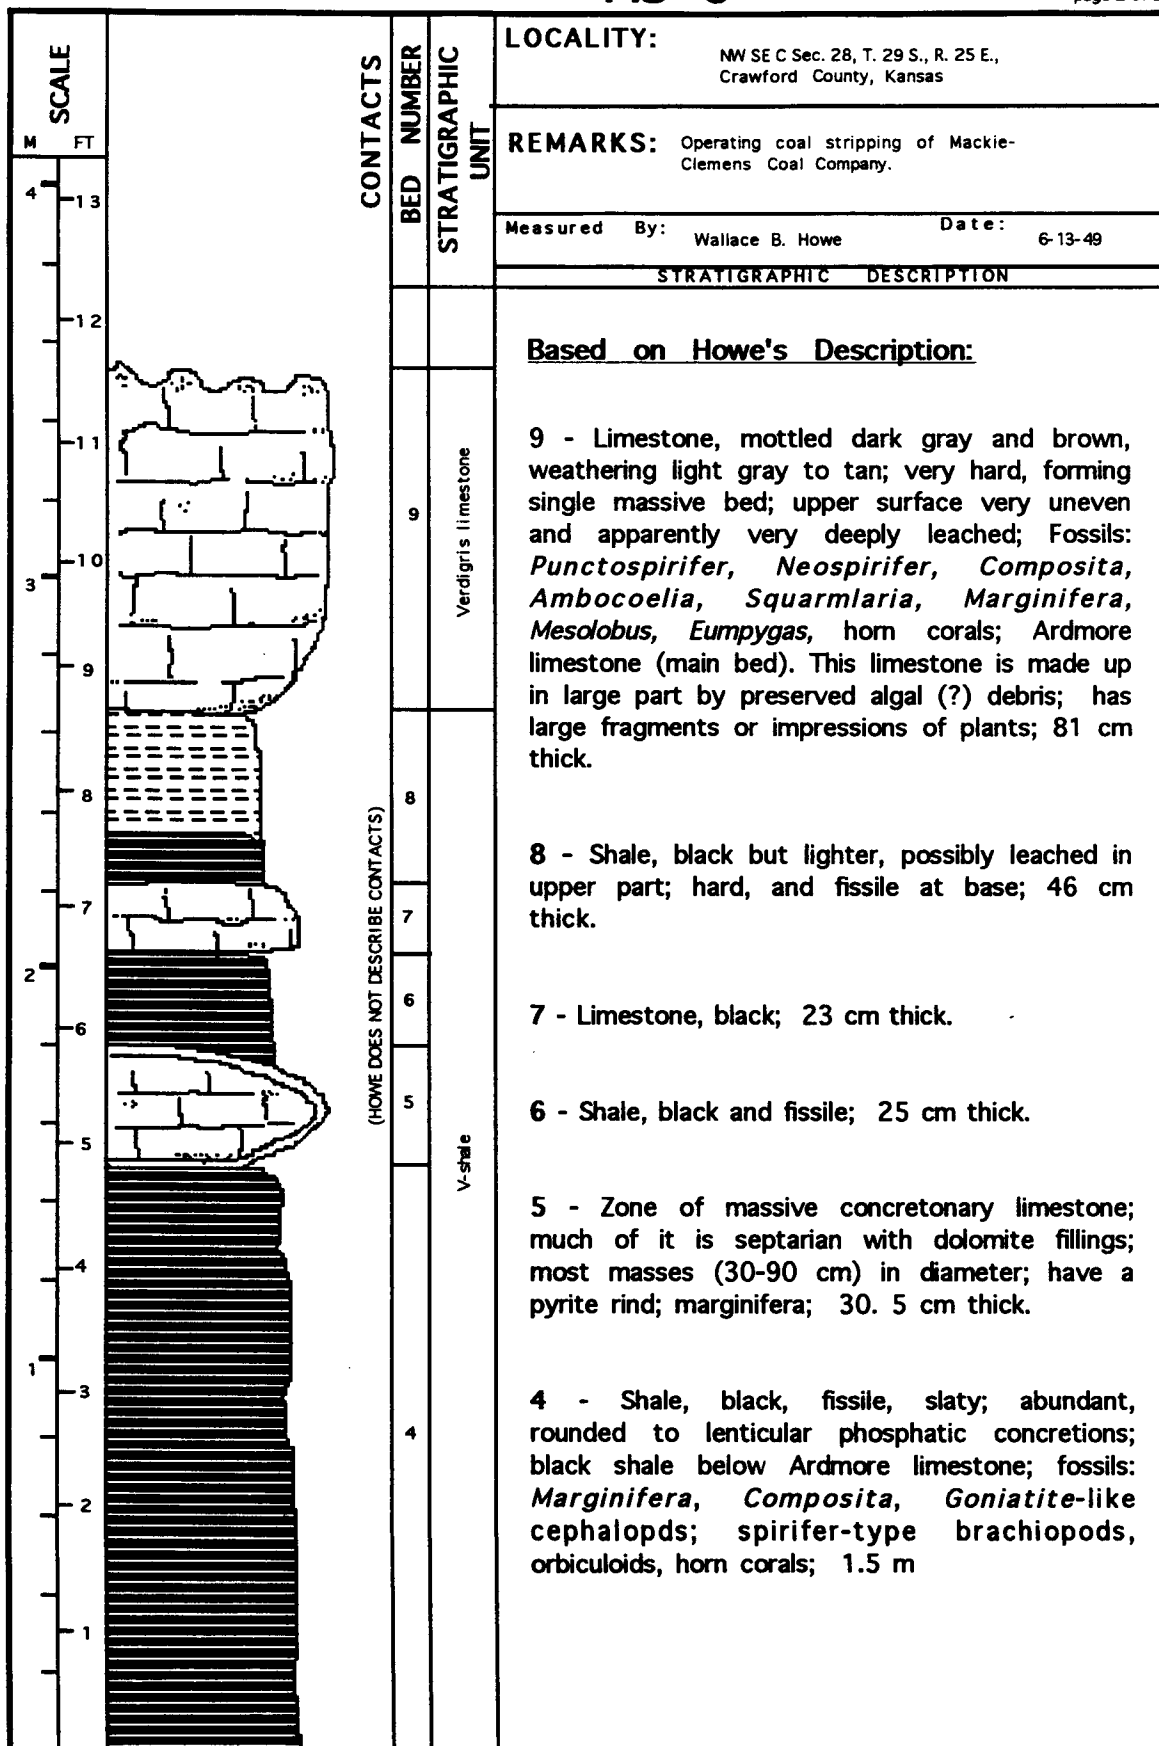 LOCALITY:
NW SE C Sec. 28, T. 29 S., R. 25 E.,
Crawford County, Kansas
REMARKS: Operating coal stripping of Mackie-
Clemens Coal Company.
Measured By: Wallace B. Howe Date: 6-13-49
STRATIGRAPHIC DESCRIPTION
SCALE
M FT
CONTACTS
BED NUMBER
STRATIGRAPHIC
UNIT
4
13
12
11
10
3
9
8
7
2
6
5
4
1
3
2
1
(HOWE DOES NOT DESCRIBE CONTACTS)
9
8
7
6
5
4
Verdigris limestone
V-shale
Based on Howe's Description:
9 - Limestone, mottled dark gray and brown,
weathering light gray to tan; very hard, forming
single massive bed; upper surface very uneven
and apparently very deeply leached; Fossils:
Punctospirifer, Neospirifer, Composita,
Ambocoelia, Squarmlaria, Marginifera,
Mesolobus, Eumpygas, horn corals; Ardmore
limestone (main bed). This limestone is made up
in large part by preserved algal (?) debris; has
large fragments or impressions of plants; 81 cm
thick.
8 - Shale, black but lighter, possibly leached in
upper part; hard, and fissile at base; 46 cm
thick.
7 - Limestone, black; 23 cm thick.
6 - Shale, black and fissile; 25 cm thick.
5 - Zone of massive concretonary limestone;
much of it is septarian with dolomite fillings;
most masses (30-90 cm) in diameter; have a
pyrite rind; marginifera; 30. 5 cm thick.
4 - Shale, black, fissile, slaty; abundant,
rounded to lenticular phosphatic concretions;
black shale below Ardmore limestone; fossils:
Marginifera, Composita, Goniatite-like
cephalopds; spirifer-type brachiopods,
orbiculoids, horn corals; 1.5 m